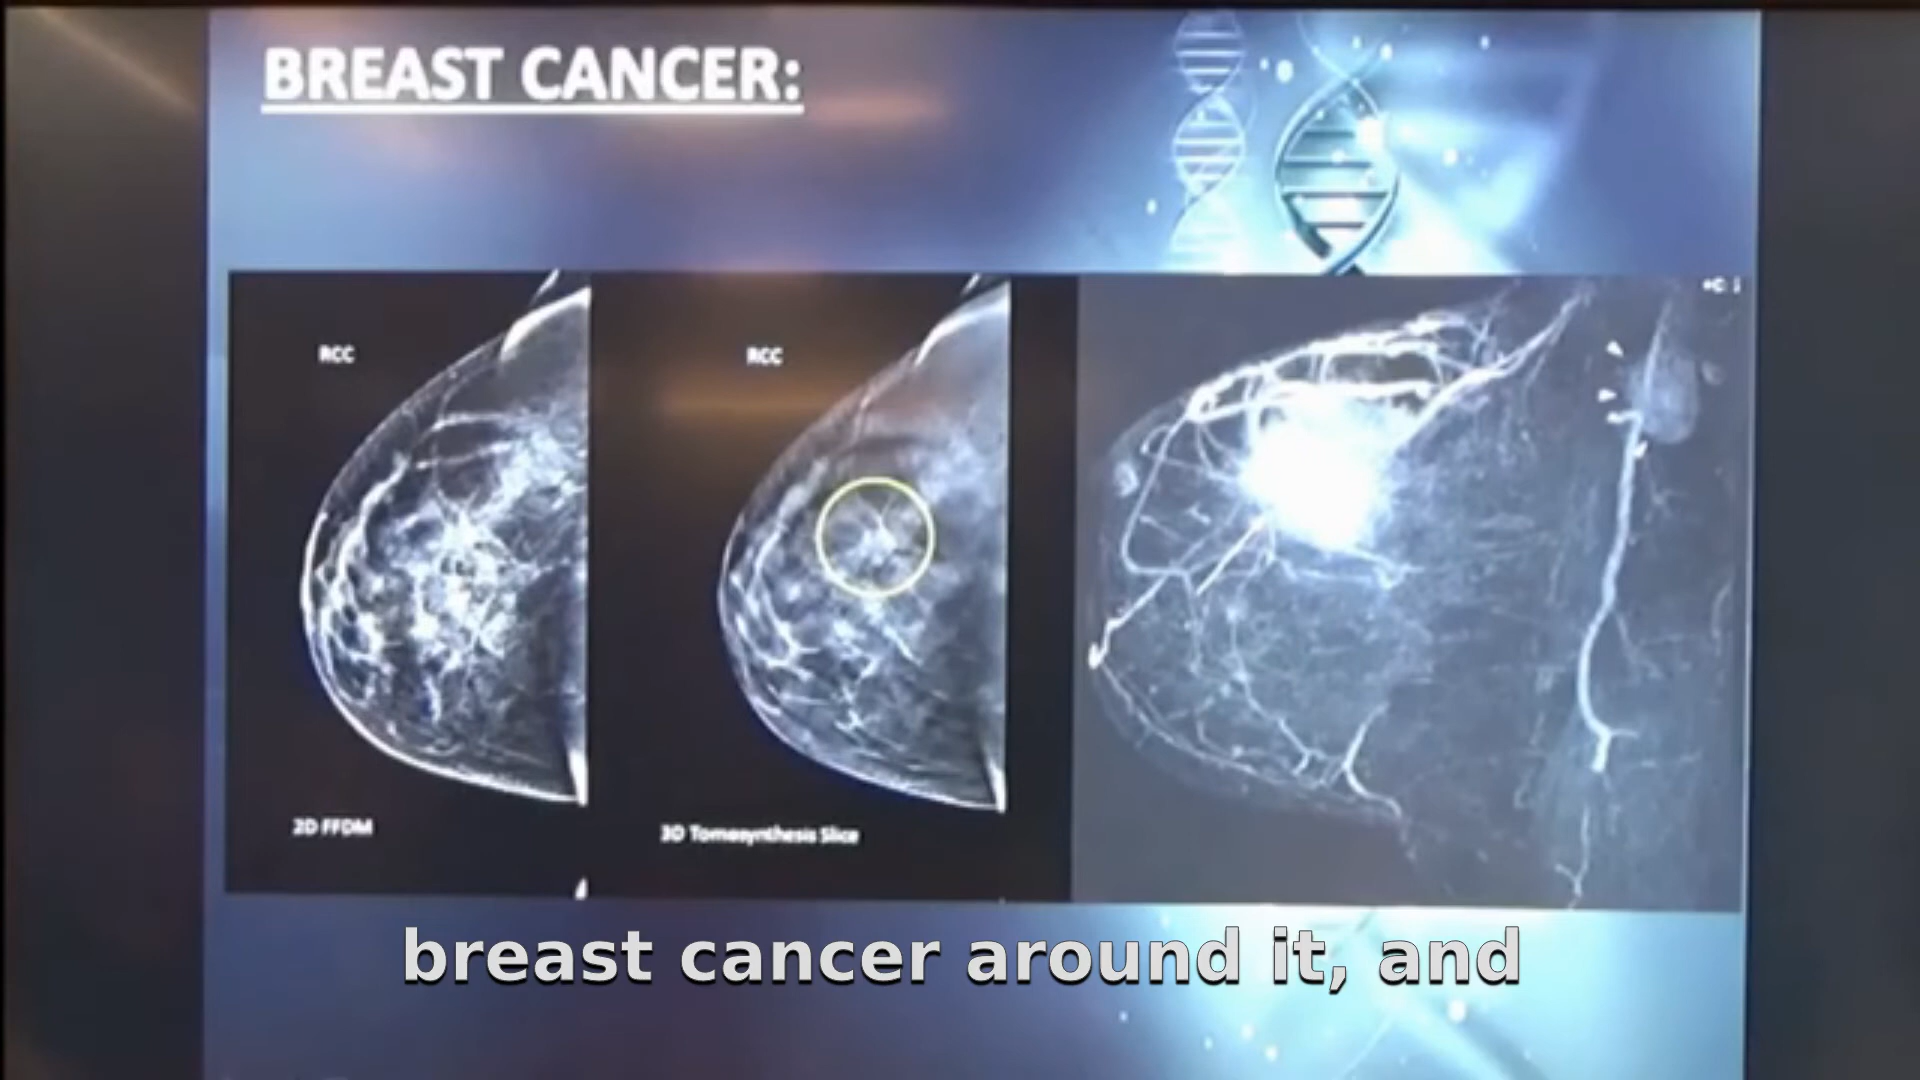 BREAST CANCER:
RCC
RCC
+C
2D FFDM
3D Tomosynthesis Slice
breast cancer around it, and